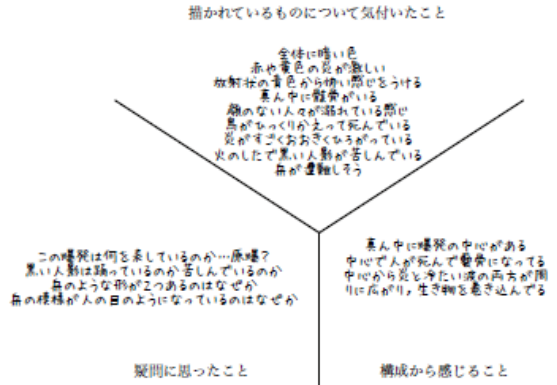 描かれているものについて気付いたこと
全体に暗い色
赤や黄色の炎が激しい
放射状の黄色から怖い感じをうける
真ん中に骸骨がいる
顔のない人々が溺れている感じ
鳥がひっくりかえって死んでいる
炎がすごくおおきくひろがっている
火のしたで黒い人影が苦しんでいる
舟が遭難しそう
この爆発は何を表しているのか…原爆?
黒い人影は踊っているのか苦しんでいるのか
舟のような形が2つあるのはなぜか
舟の模様が人の目のようになっているのはなぜか
疑問に思ったこと
真ん中に爆発の中心がある
中心で人が死んで骸骨になってる
中心から炎と冷たい波の両方が周
りに広がり,生き物を巻き込んでる
構成から感じること